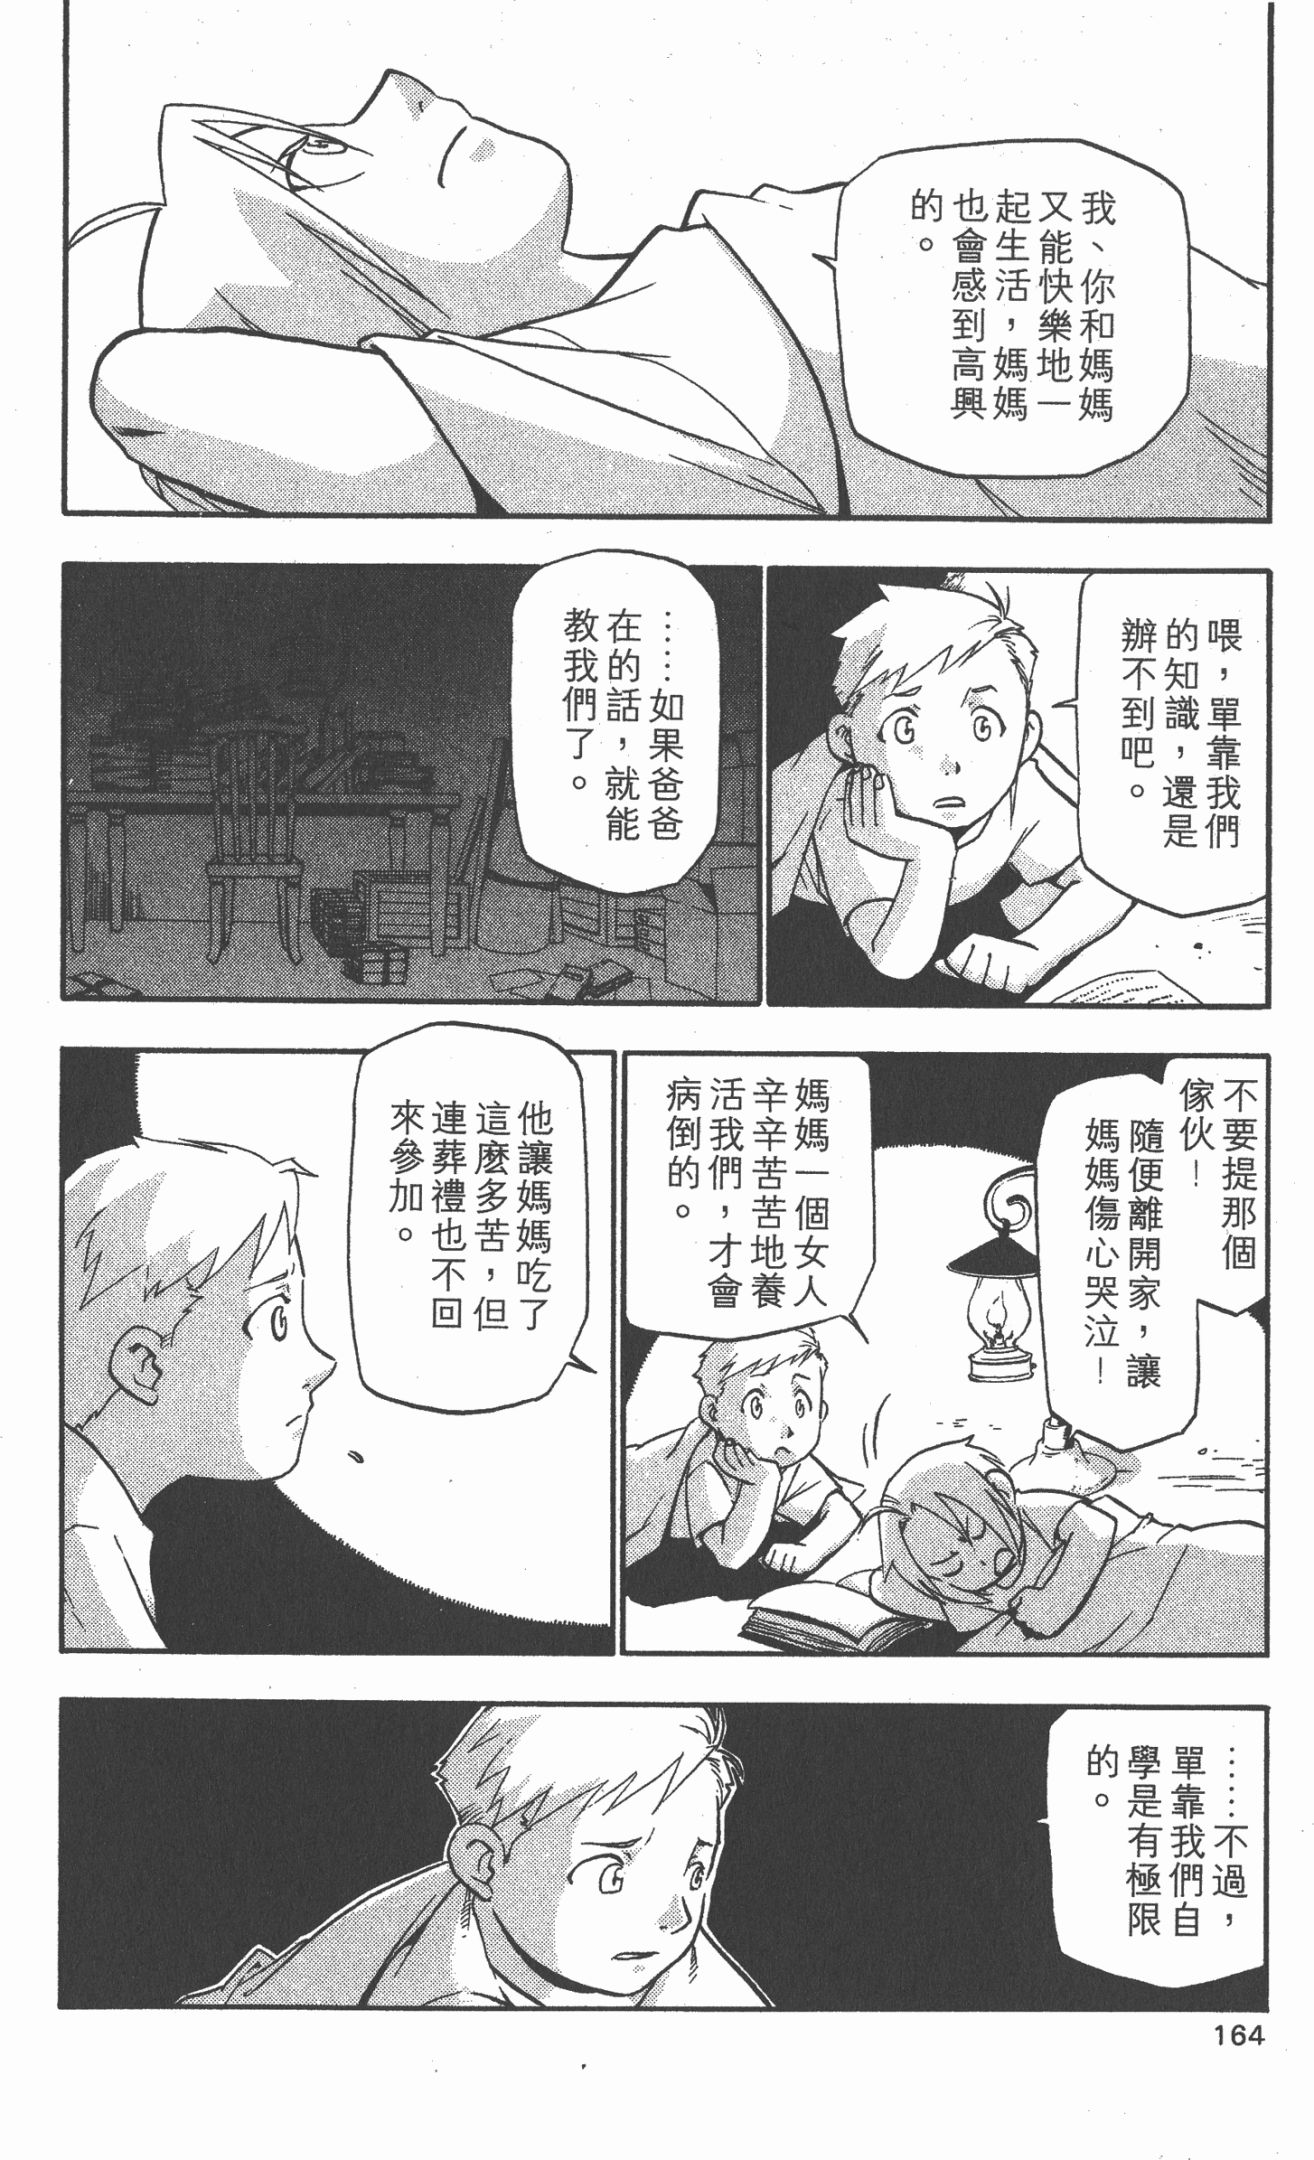 我、你和媽媽
又能快樂地一
起生活，媽媽
也會感到高興
的。
喂，單靠我們
的知識，還是
辦不到吧。
……如果爸爸
在的話，就能
教我們了。
不要提那個
傢伙！
隨便離開家，讓
媽媽傷心哭泣！
媽媽一個女人
辛辛苦苦地養
活我們，才會
病倒的。
他讓媽媽吃了
這麼多苦，但
連葬禮也不回
來參加。
……不過，
單靠我們自
學是有極限
的。
164